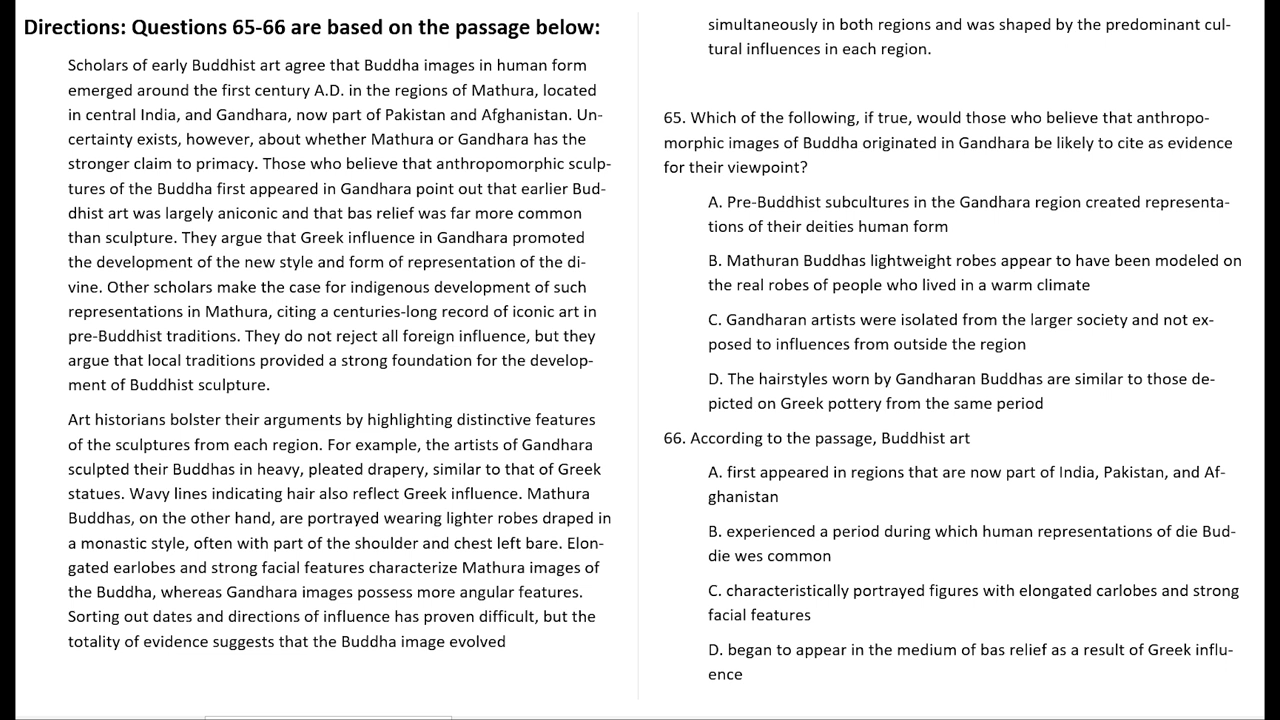 Directions: Questions 65-66 are based on the passage below:
Scholars of early Buddhist art agree that Buddha images in human form
emerged around the first century A.D. in the regions of Mathura, located
in central India, and Gandhara, now part of Pakistan and Afghanistan. Un-
certainty exists, however, about whether Mathura or Gandhara has the
stronger claim to primacy. Those who believe that anthropomorphic sculp-
tures of the Buddha first appeared in Gandhara point out that earlier Bud-
dhist art was largely aniconic and that bas relief was far more common
than sculpture. They argue that Greek influence in Gandhara promoted
the development of the new style and form of representation of the di-
vine. Other scholars make the case for indigenous development of such
representations in Mathura, citing a centuries-long record of iconic art in
pre-Buddhist traditions. They do not reject all foreign influence, but they
argue that local traditions provided a strong foundation for the develop-
ment of Buddhist sculpture.
Art historians bolster their arguments by highlighting distinctive features
of the sculptures from each region. For example, the artists of Gandhara
sculpted their Buddhas in heavy, pleated drapery, similar to that of Greek
statues. Wavy lines indicating hair also reflect Greek influence. Mathura
Buddhas, on the other hand, are portrayed wearing lighter robes draped in
a monastic style, often with part of the shoulder and chest left bare. Elon-
gated earlobes and strong facial features characterize Mathura images of
the Buddha, whereas Gandhara images possess more angular features.
Sorting out dates and directions of influence has proven difficult, but the
totality of evidence suggests that the Buddha image evolved
simultaneously in both regions and was shaped by the predominant cul-
tural influences in each region.
65. Which of the following, if true, would those who believe that anthropo-
morphic images of Buddha originated in Gandhara be likely to cite as evidence
for their viewpoint?
A. Pre-Buddhist subcultures in the Gandhara region created representa-
tions of their deities human form
B. Mathuran Buddhas lightweight robes appear to have been modeled on
the real robes of people who lived in a warm climate
C. Gandharan artists were isolated from the larger society and not ex-
posed to influences from outside the region
D. The hairstyles worn by Gandharan Buddhas are similar to those de-
picted on Greek pottery from the same period
66. According to the passage, Buddhist art
A. first appeared in regions that are now part of India, Pakistan, and Af-
ghanistan
B. experienced a period during which human representations of die Bud-
die wes common
C. characteristically portrayed figures with elongated carlobes and strong
facial features
D. began to appear in the medium of bas relief as a result of Greek influ-
ence